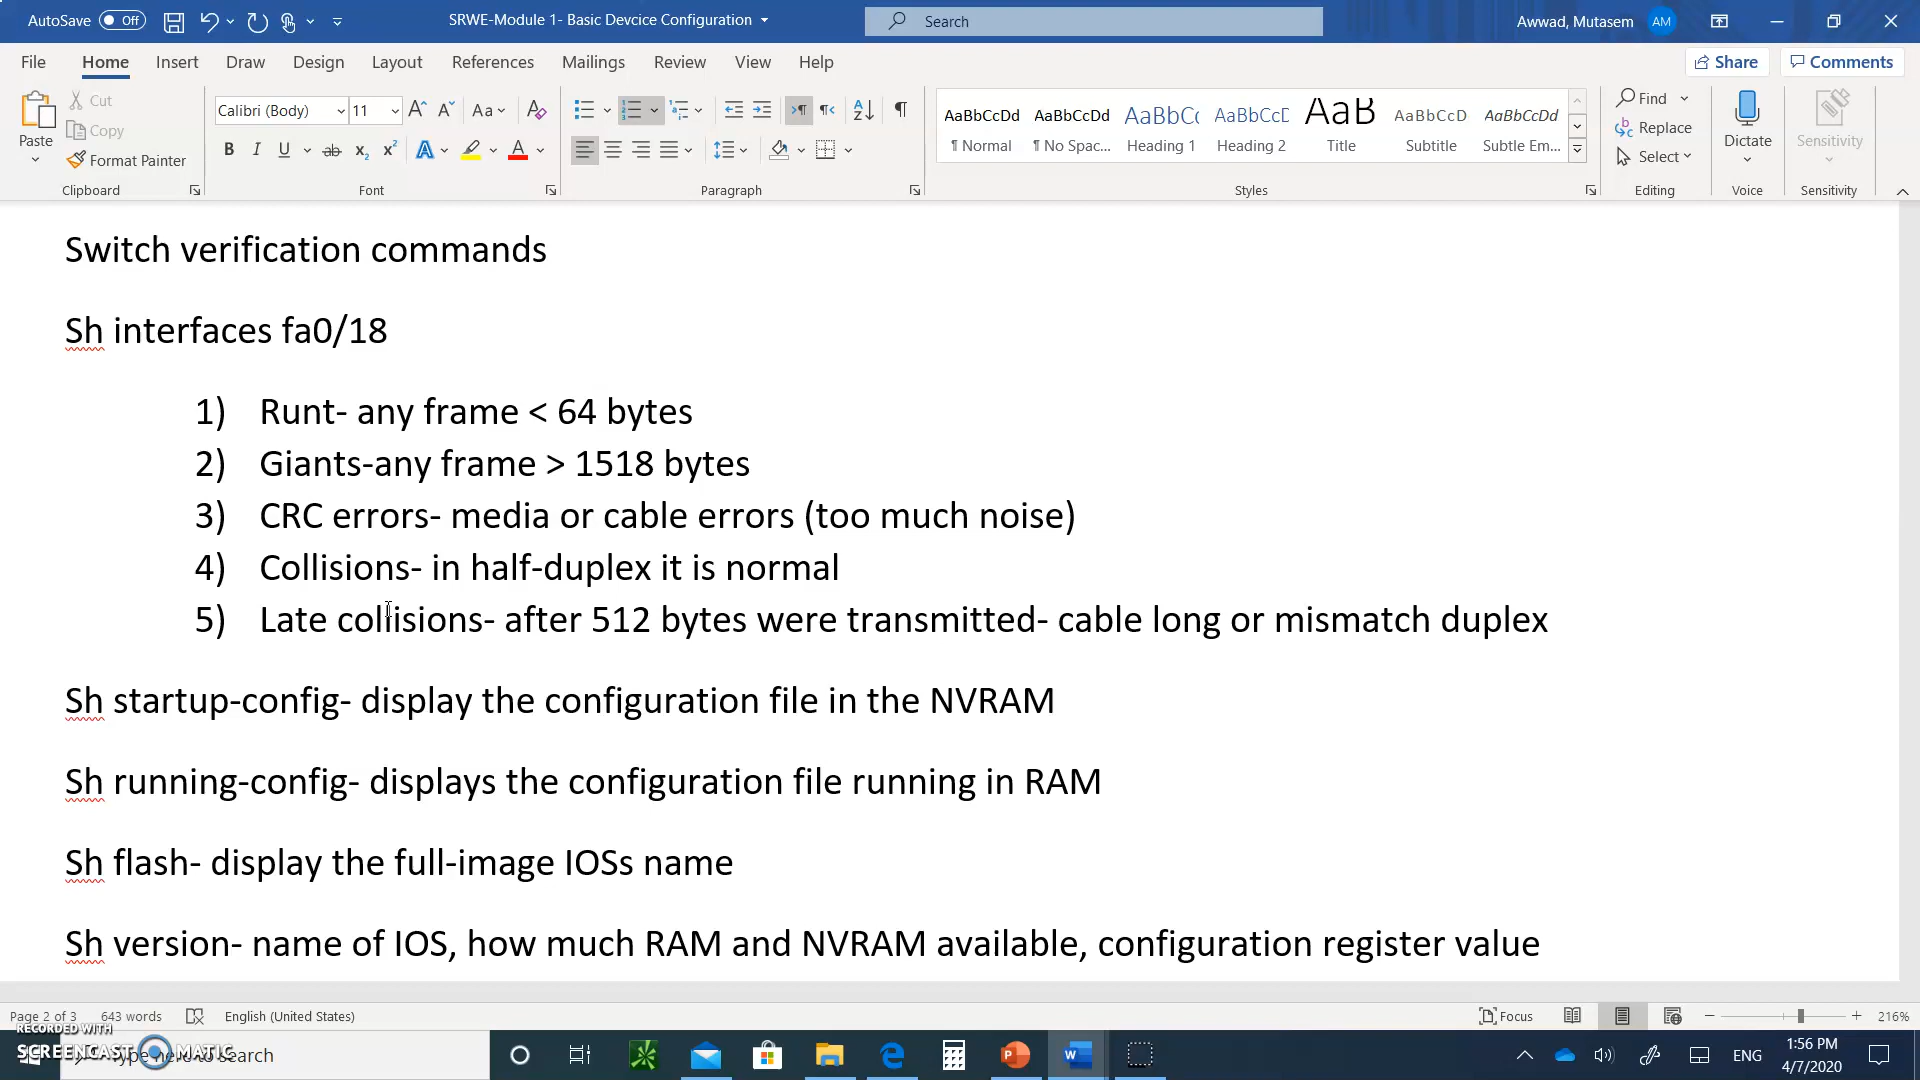 AutoSave Off SRWE-Module 1- Basic Devcice Configuration Search Awwad, Mutasem AM
File Home Insert Draw Design Layout References Mailings Review View Help Share Comments
Paste Cut Copy Format Painter
Calibri (Body) 11 Aa
B I U ab x₂ x² A A
AaBbCcDd AaBbCcDd AaBbCc AaBbCcD AaB AaBbCcD AaBbCcDd
¶ Normal ¶ No Spac... Heading 1 Heading 2 Title Subtitle Subtle Em...
Find Replace Select
Dictate Sensitivity
Clipboard Font Paragraph Styles Editing Voice Sensitivity
Switch verification commands
Sh interfaces fa0/18
1) Runt- any frame < 64 bytes
2) Giants-any frame > 1518 bytes
3) CRC errors- media or cable errors (too much noise)
4) Collisions- in half-duplex it is normal
5) Late collisions- after 512 bytes were transmitted- cable long or mismatch duplex
Sh startup-config- display the configuration file in the NVRAM
Sh running-config- displays the configuration file running in RAM
Sh flash- display the full-image IOSs name
Sh version- name of IOS, how much RAM and NVRAM available, configuration register value
Page 2 of 3 643 words English (United States) Focus 216%
RECORDED WITH
SCREENCAST MATIC
Type here to search
ENG 1:56 PM
4/7/2020